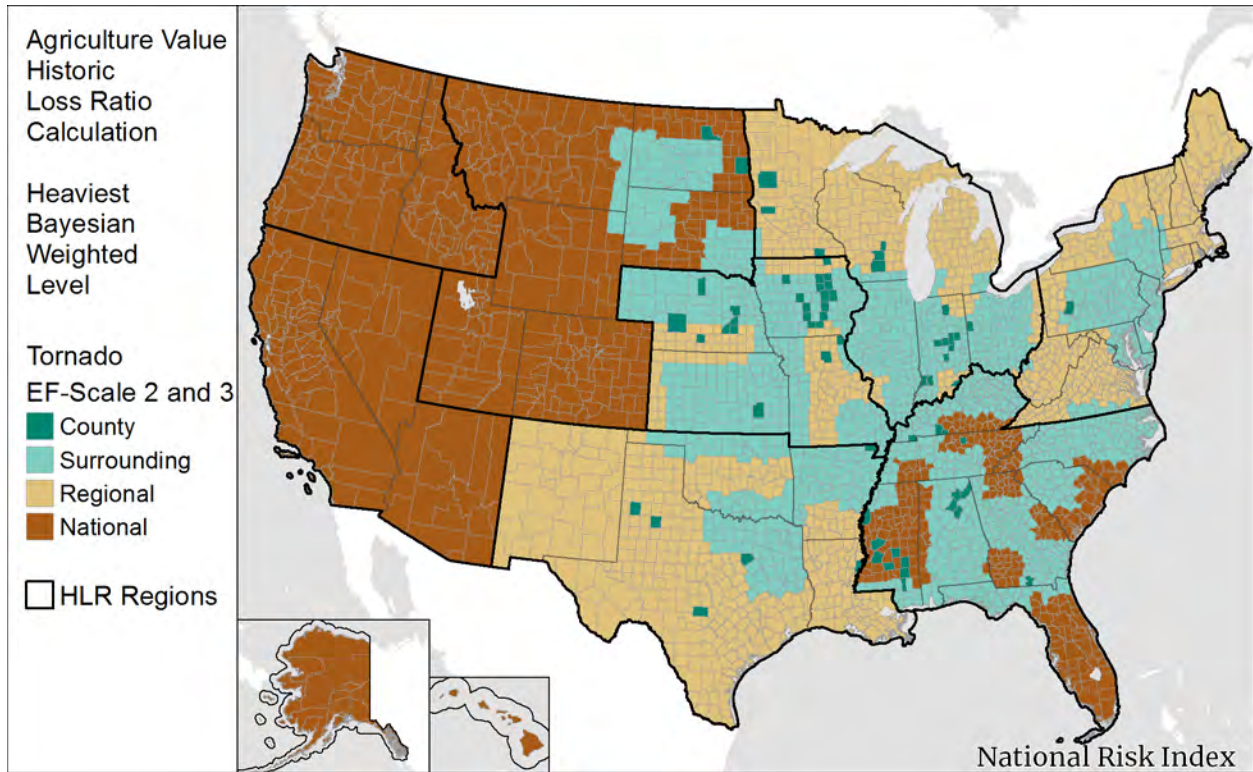 Agriculture Value
Historic
Loss Ratio
Calculation
Heaviest
Bayesian
Weighted
Level
Tornado
EF-Scale 2 and 3
County
Surrounding
Regional
National
HLR Regions
National Risk Index